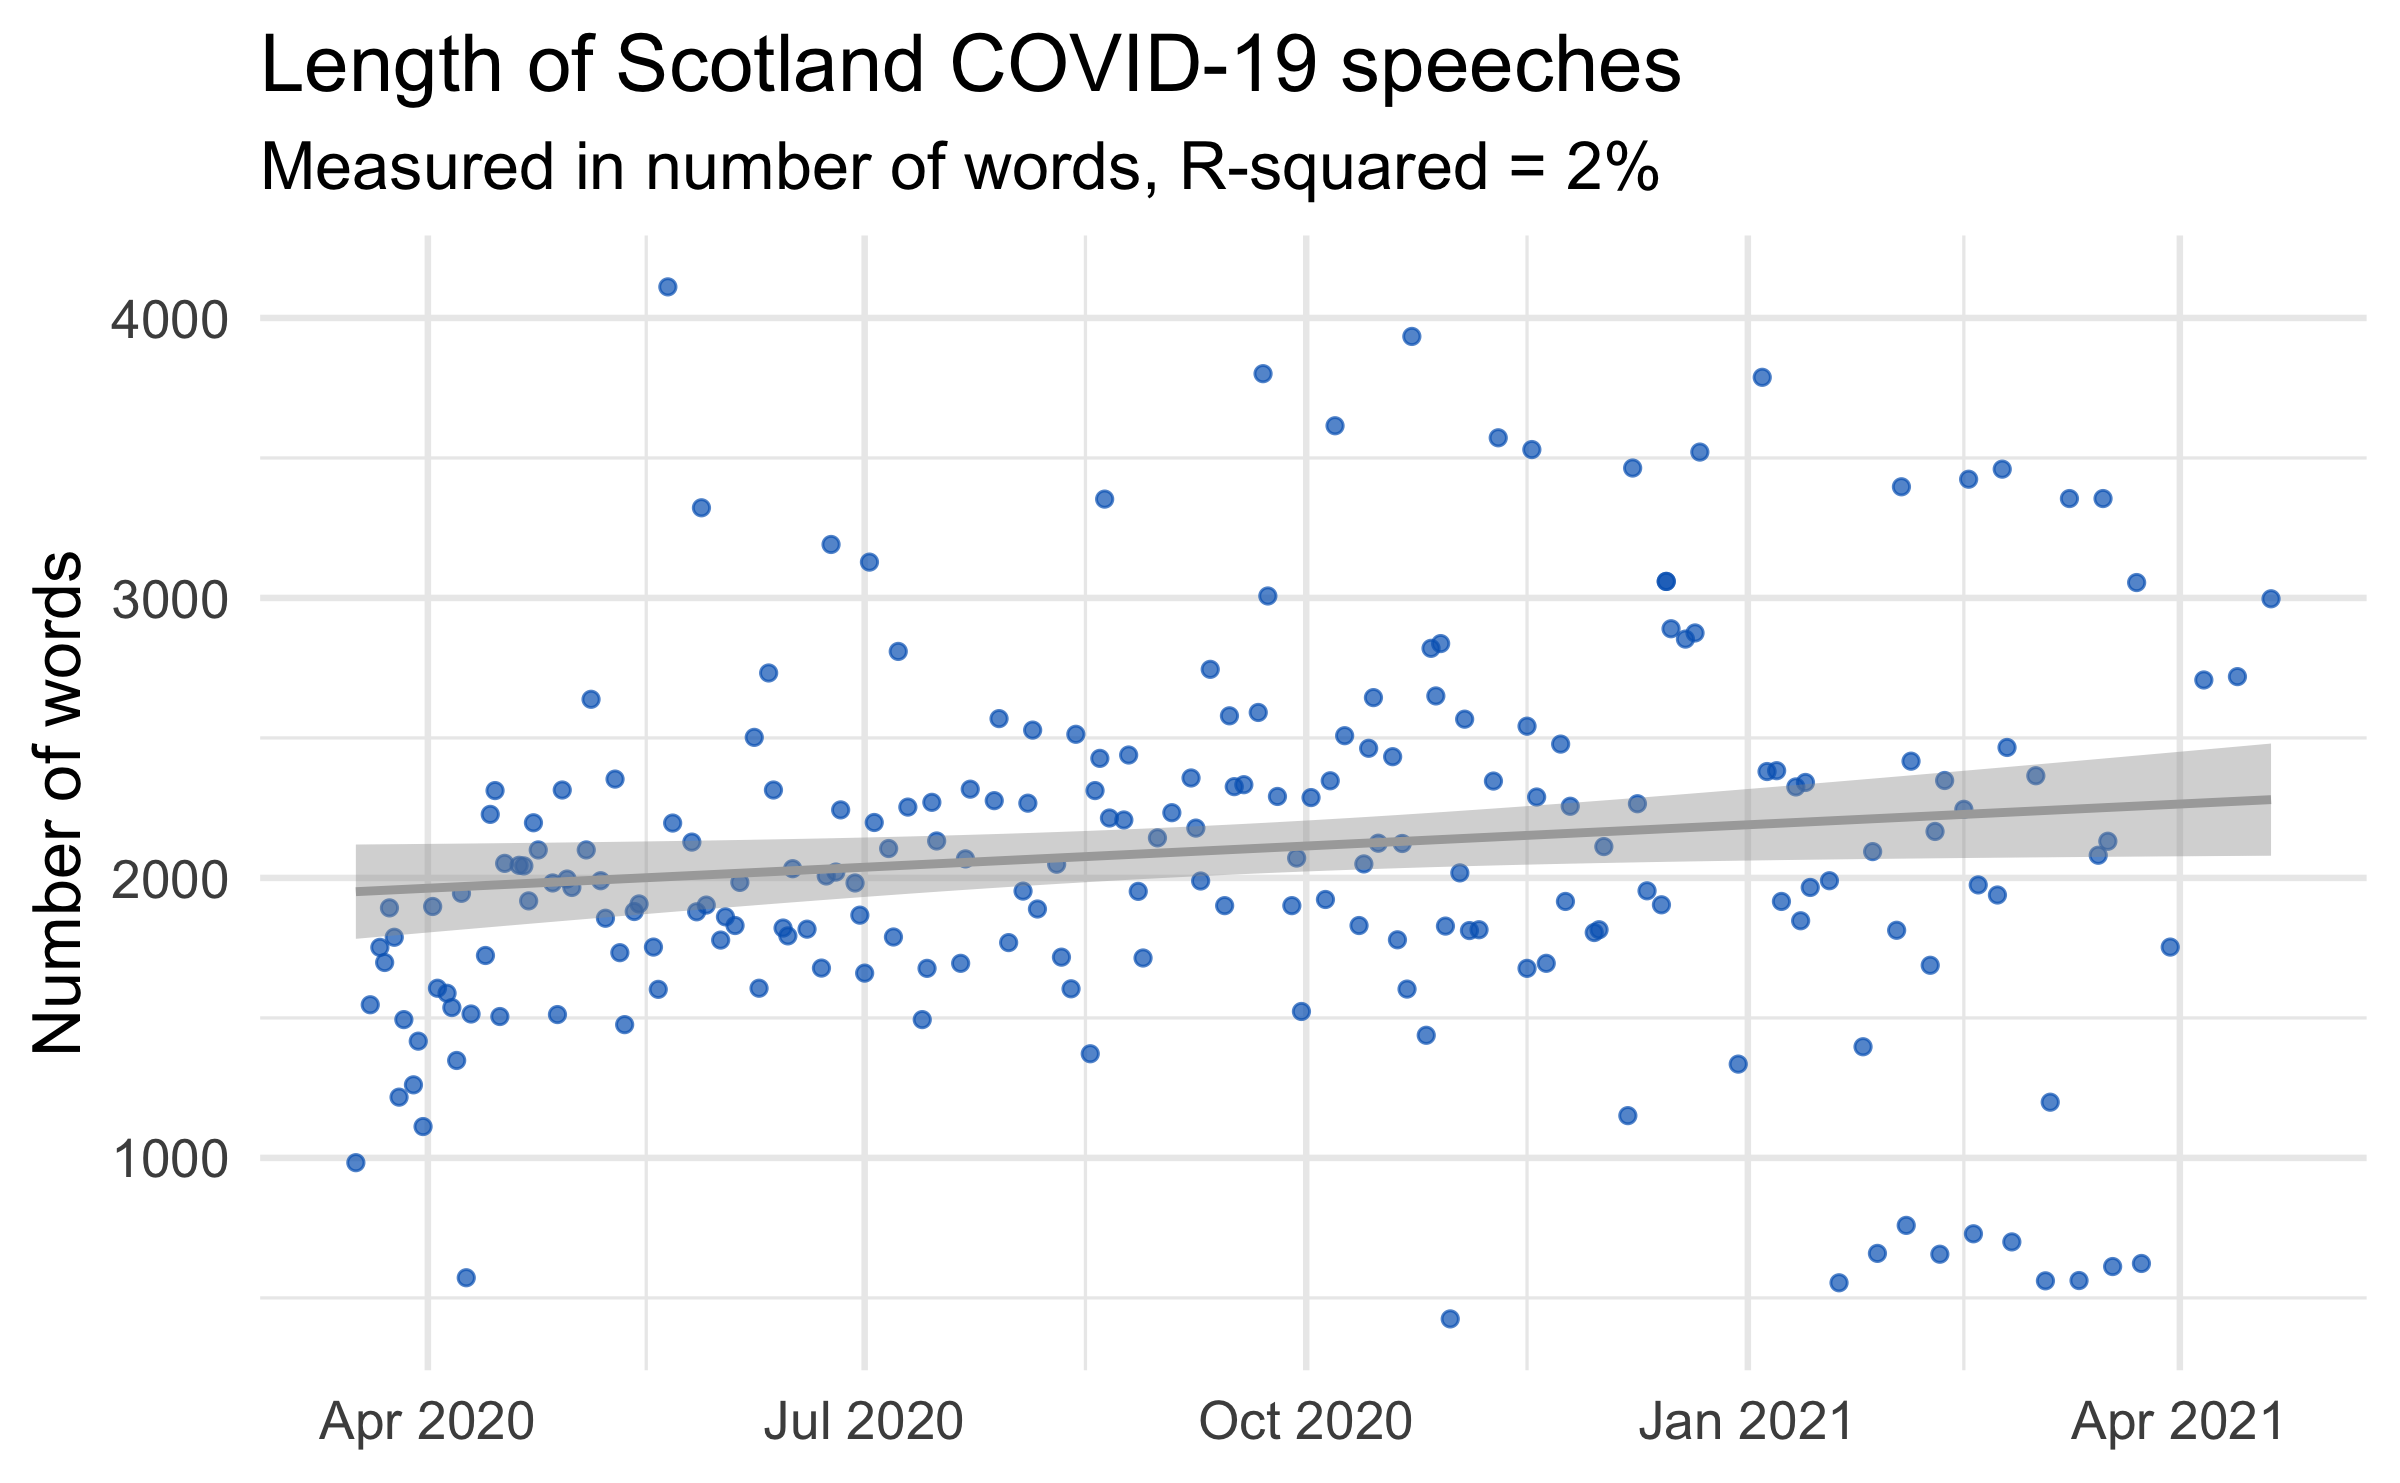 Length of Scotland COVID-19 speeches
Measured in number of words, R-squared = 2%
Number of words
4000
3000
2000
1000
Apr 2020
Jul 2020
Oct 2020
Jan 2021
Apr 2021